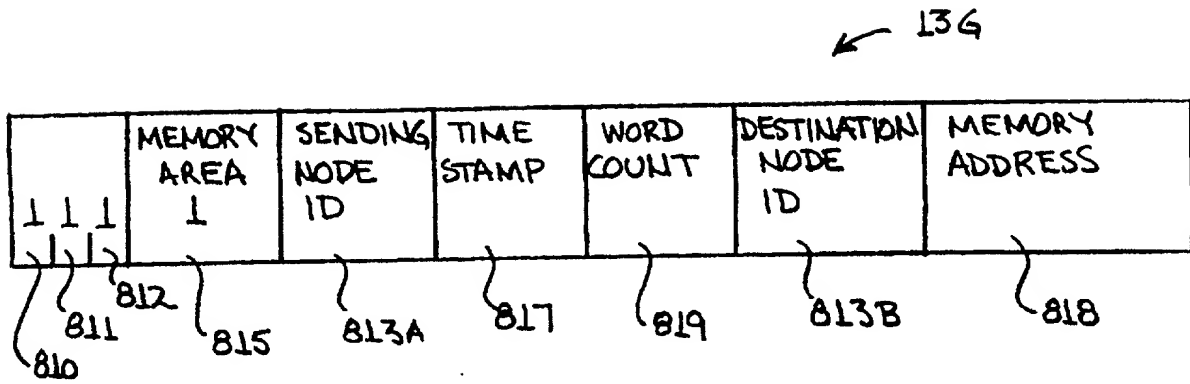 13G
MEMORY AREA 1
SENDING NODE ID
TIME STAMP
WORD COUNT
DESTINATION NODE ID
MEMORY ADDRESS
1 1 1
810
811
812
815
813A
817
819
813B
818